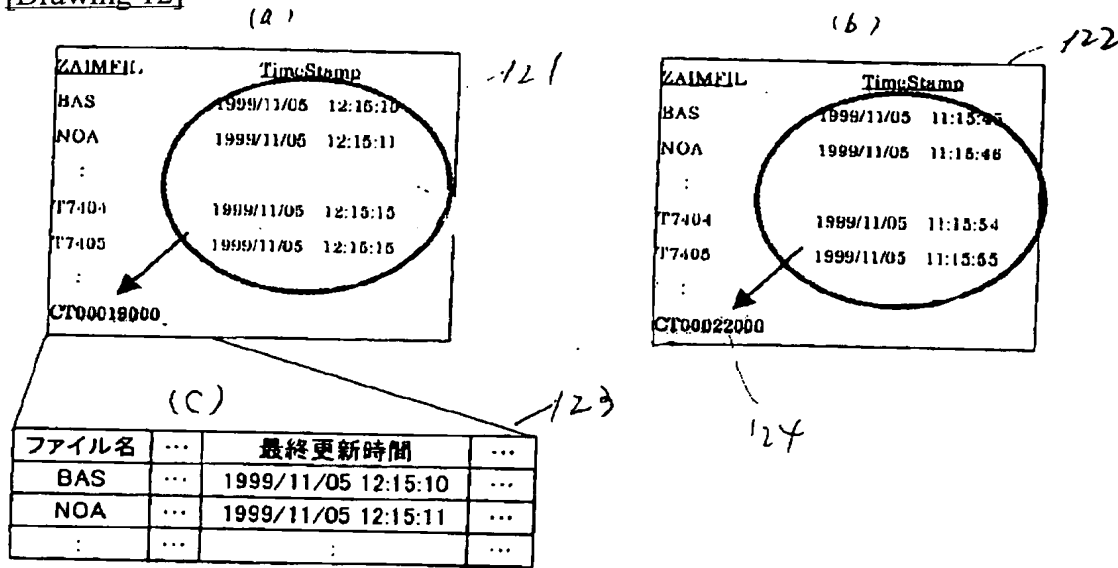 [Drawing 12]
(a)
ZAIMFIL TimeStamp
BAS 1999/11/05 12:15:10
NOA 1999/11/05 12:15:11
:
T7404 1999/11/05 12:15:15
T7405 1999/11/05 12:15:15
:
CT00019000
121
(b)
122
ZAIMFIL TimeStamp
BAS 1999/11/05 11:15:45
NOA 1999/11/05 11:15:46
:
T7404 1999/11/05 11:15:54
T7405 1999/11/05 11:15:55
:
CT00022000
124
(C)
123
ファイル名 … 最終更新時間 …
BAS … 1999/11/05 12:15:10 …
NOA … 1999/11/05 12:15:11 …
: … : …